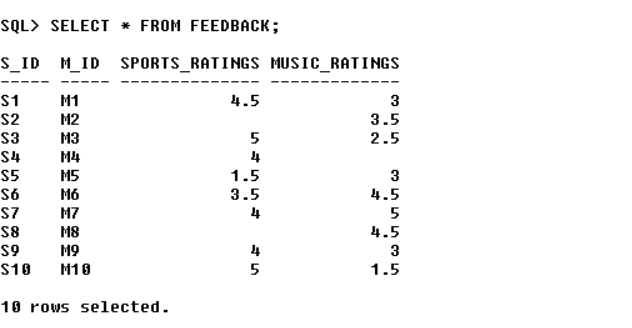 SQL> SELECT * FROM FEEDBACK;
S_ID M_ID SPORTS_RATINGS MUSIC_RATINGS
----- ----- -------------- -------------
S1 M1 4.5 3
S2 M2 3.5
S3 M3 5 2.5
S4 M4 4
S5 M5 1.5 3
S6 M6 3.5 4.5
S7 M7 4 5
S8 M8 4.5
S9 M9 4 3
S10 M10 5 1.5
10 rows selected.